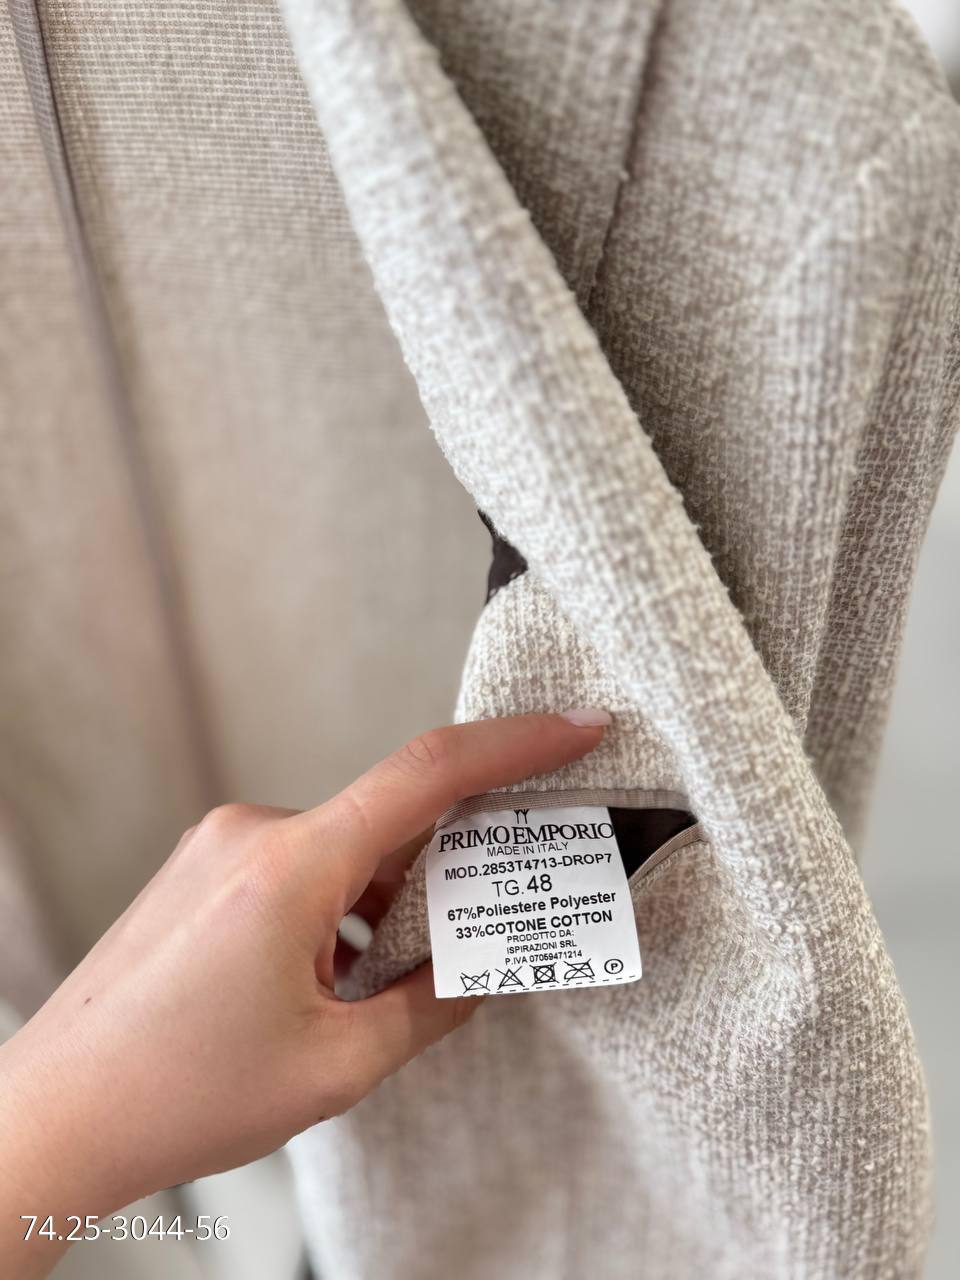 PRIMO EMPORIO
MADE IN ITALY
MOD.2853T4713-DROP7
TG.48
67%Poliestere Polyester
33%COTONE COTTON
PRODOTTO DA:
ISPIRAZIONI SRL
P.IVA 07059471214
P
74.25-3044-56